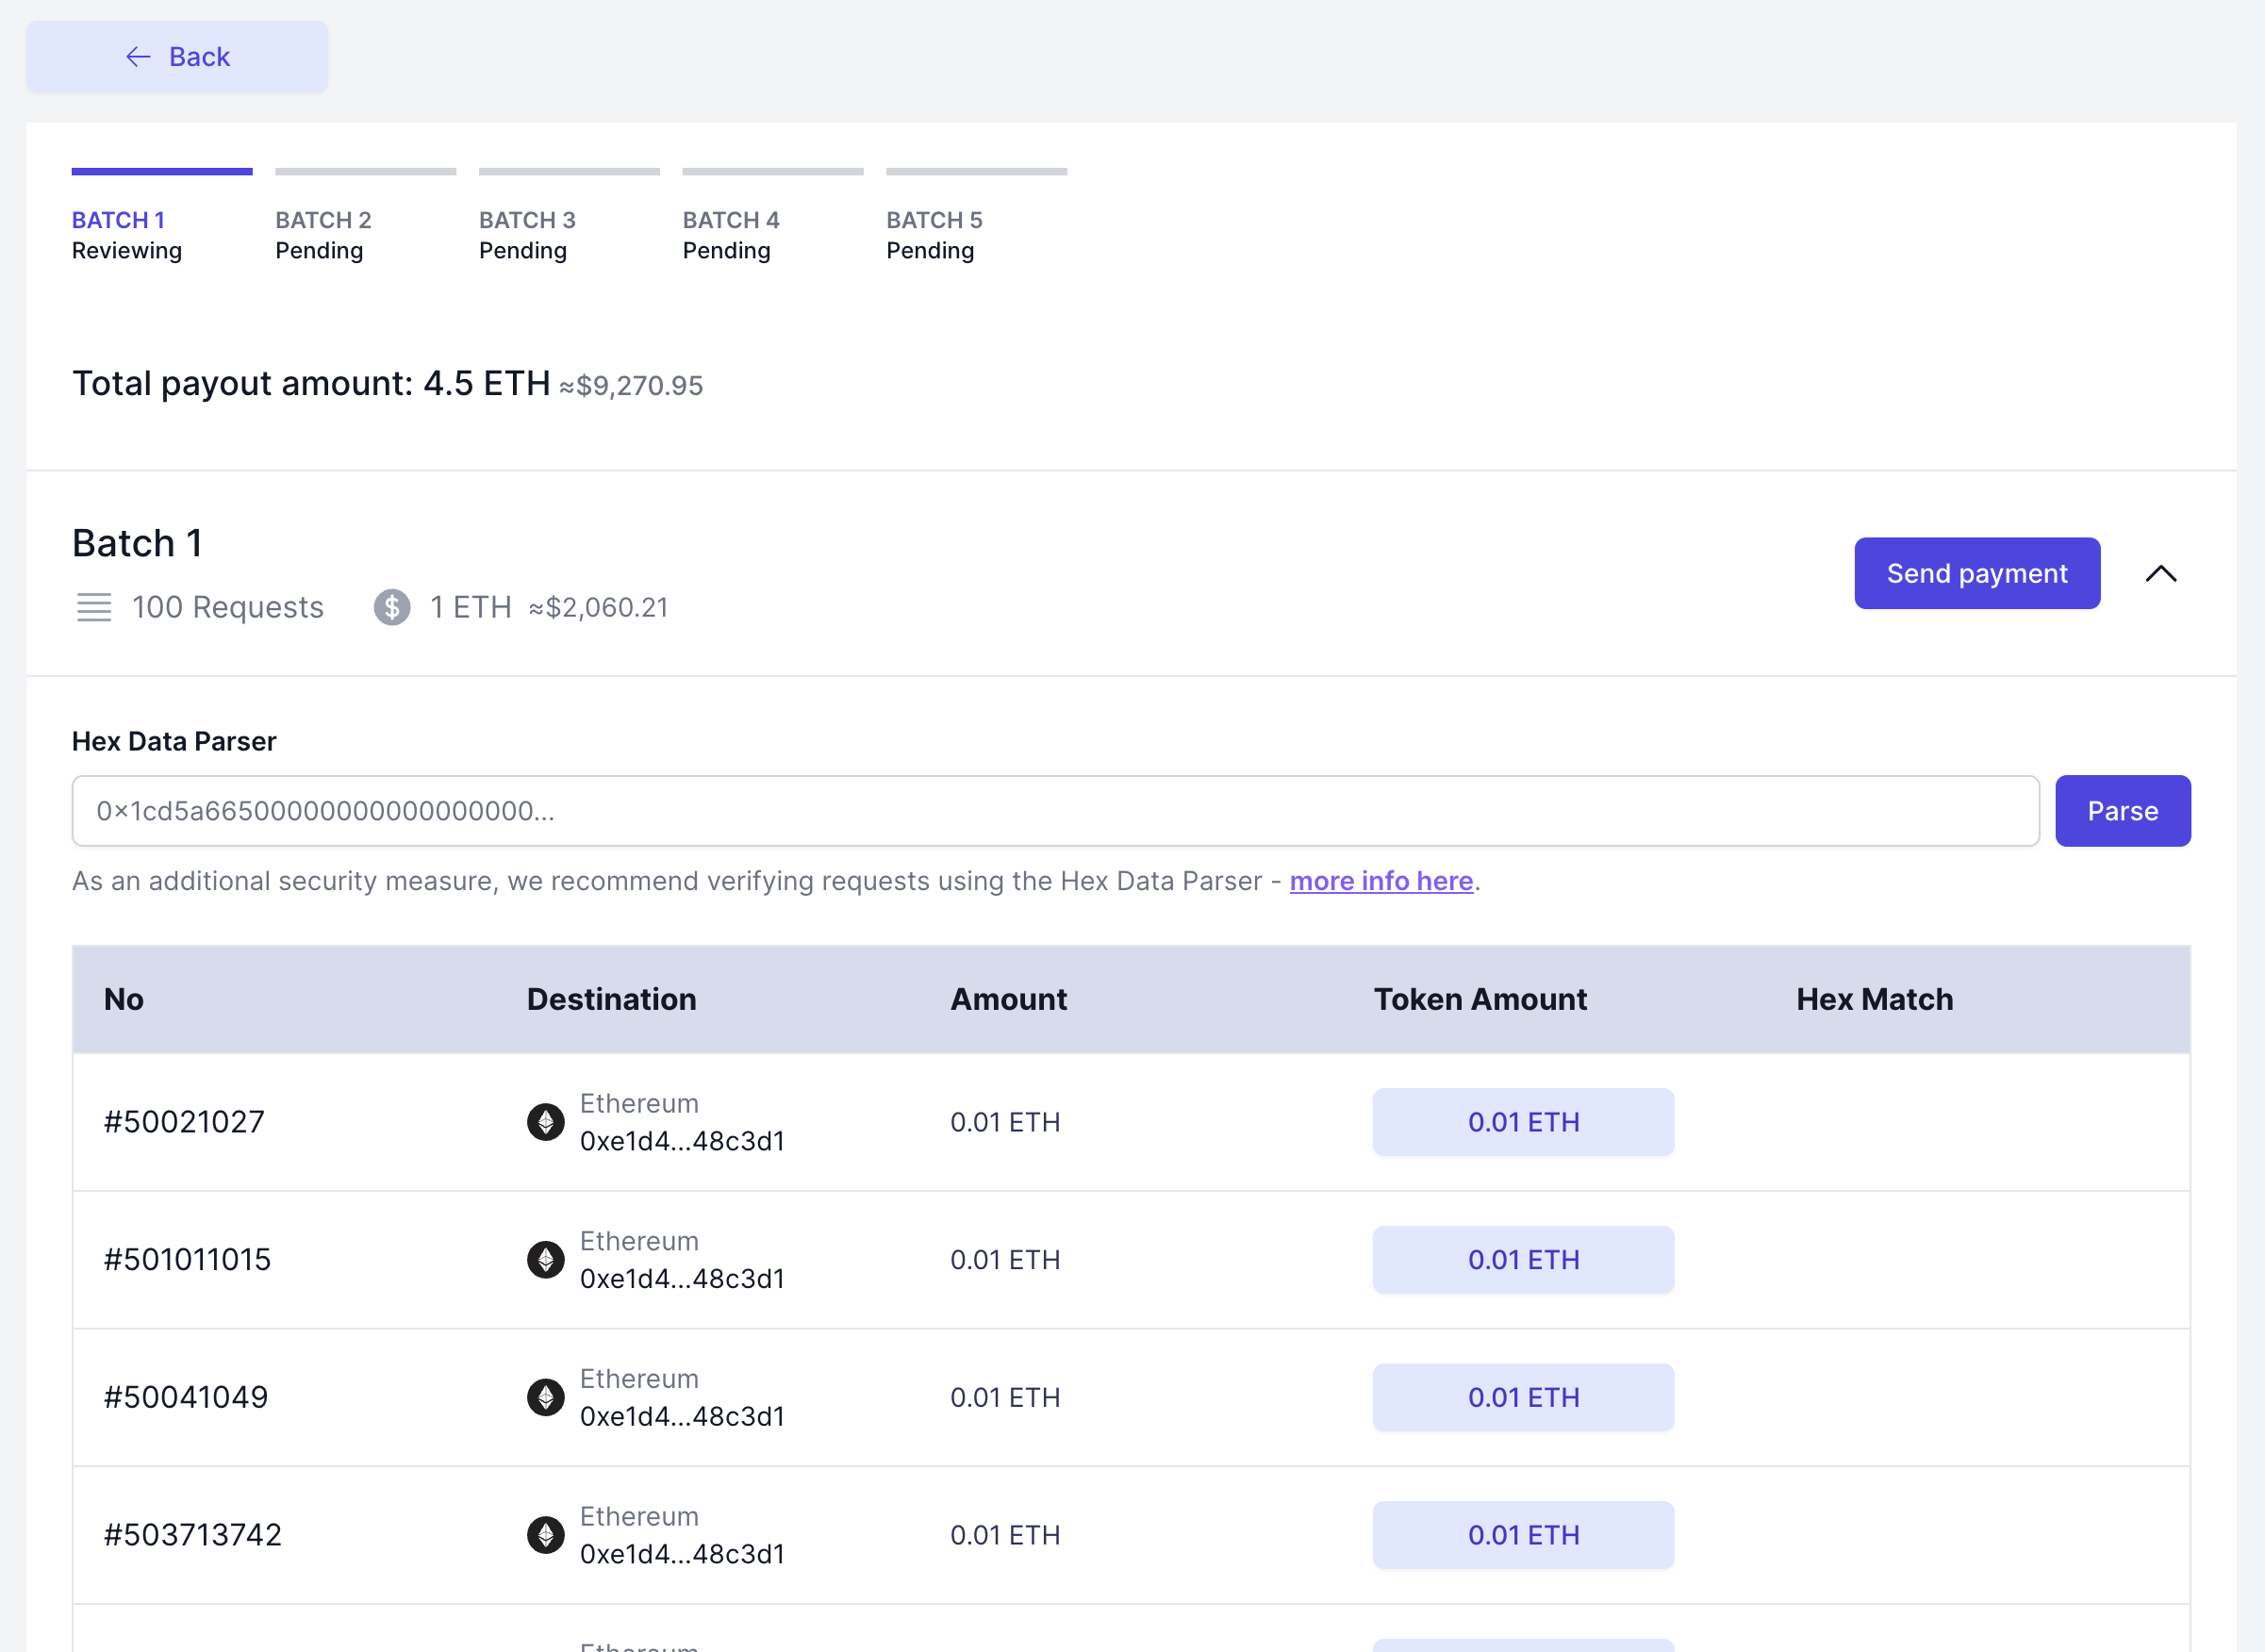 Back
BATCH 1
Reviewing
BATCH 2
Pending
BATCH 3
Pending
BATCH 4
Pending
BATCH 5
Pending
Total payout amount: 4.5 ETH ≈$9,270.95
Batch 1
100 Requests $ 1 ETH ≈$2,060.21
Send payment
Hex Data Parser
0×1cd5a66500000000000000000...
Parse
As an additional security measure, we recommend verifying requests using the Hex Data Parser - more info here.
No Destination Amount Token Amount Hex Match
#50021027 Ethereum 0xe1d4...48c3d1 0.01 ETH 0.01 ETH
#501011015 Ethereum 0xe1d4...48c3d1 0.01 ETH 0.01 ETH
#50041049 Ethereum 0xe1d4...48c3d1 0.01 ETH 0.01 ETH
#503713742 Ethereum 0xe1d4...48c3d1 0.01 ETH 0.01 ETH